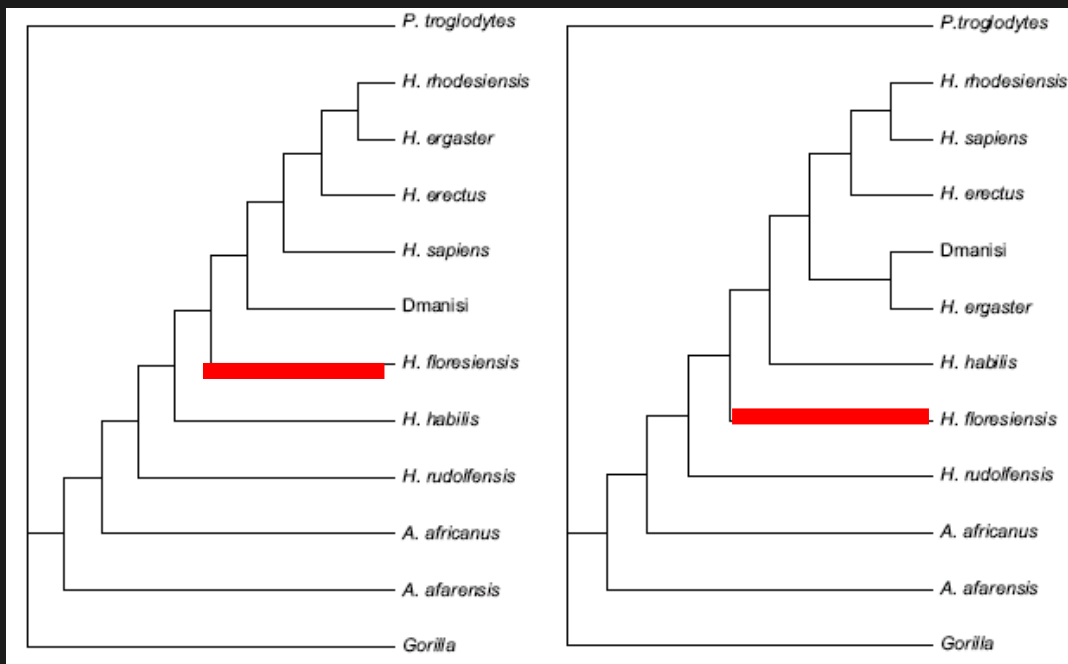 P. troglodytes
H. rhodesiensis
H. ergaster
H. erectus
H. sapiens
Dmanisi
H. floresiensis
H. habilis
H. rudolfensis
A. africanus
A. afarensis
Gorilla
P.troglodytes
H. rhodesiensis
H. sapiens
H. erectus
Dmanisi
H. ergaster
H. habilis
H. floresiensis
H. rudolfensis
A. africanus
A. afarensis
Gorilla